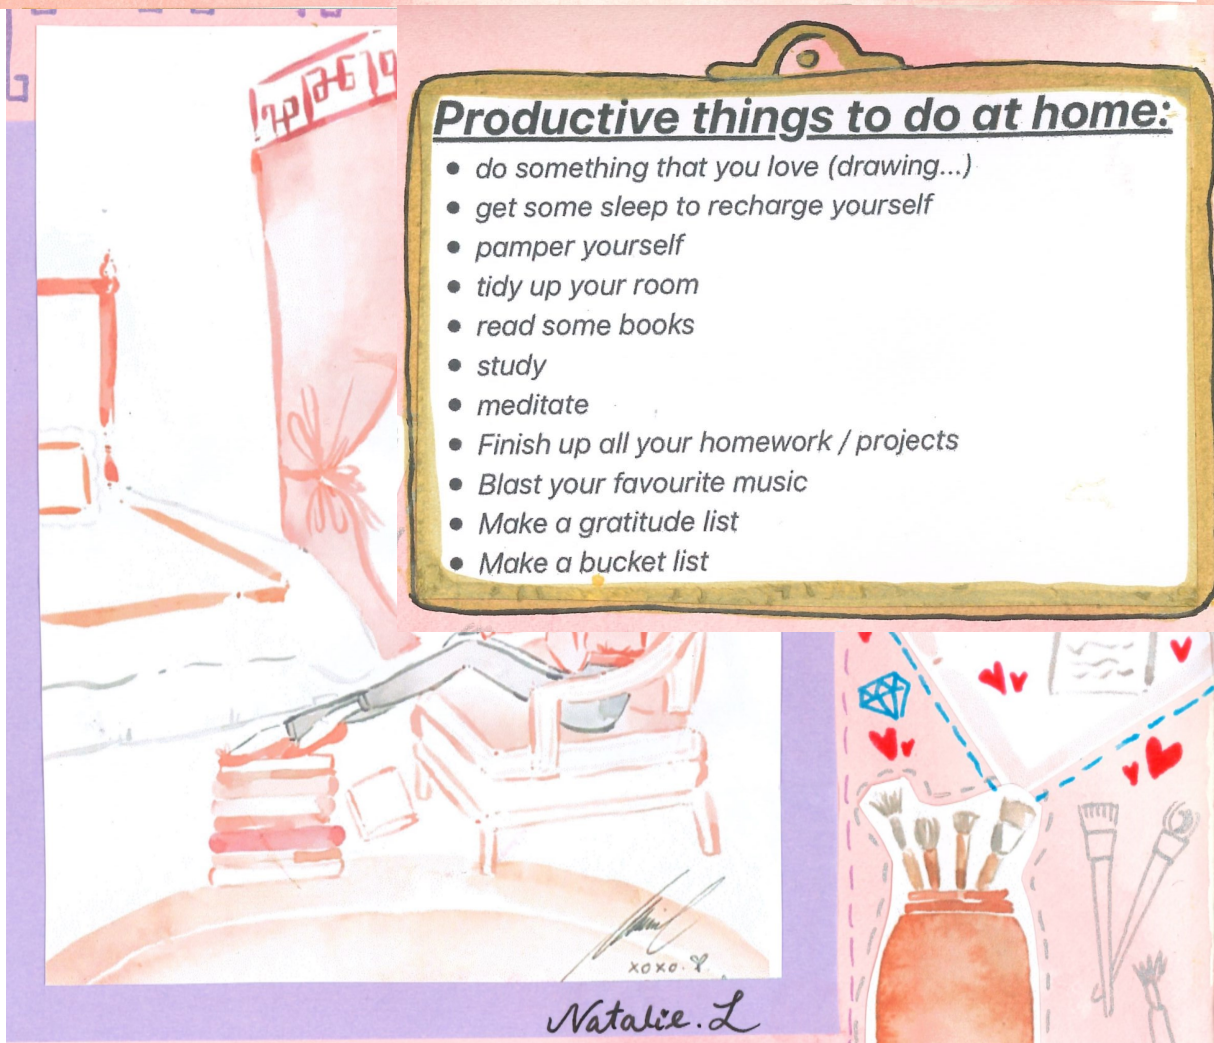 Productive things to do at home:
• do something that you love (drawing...)
• get some sleep to recharge yourself
• pamper yourself
• tidy up your room
• read some books
• study
• meditate
• Finish up all your homework / projects
• Blast your favourite music
• Make a gratitude list
• Make a bucket list
xoxo.
Natalie. L